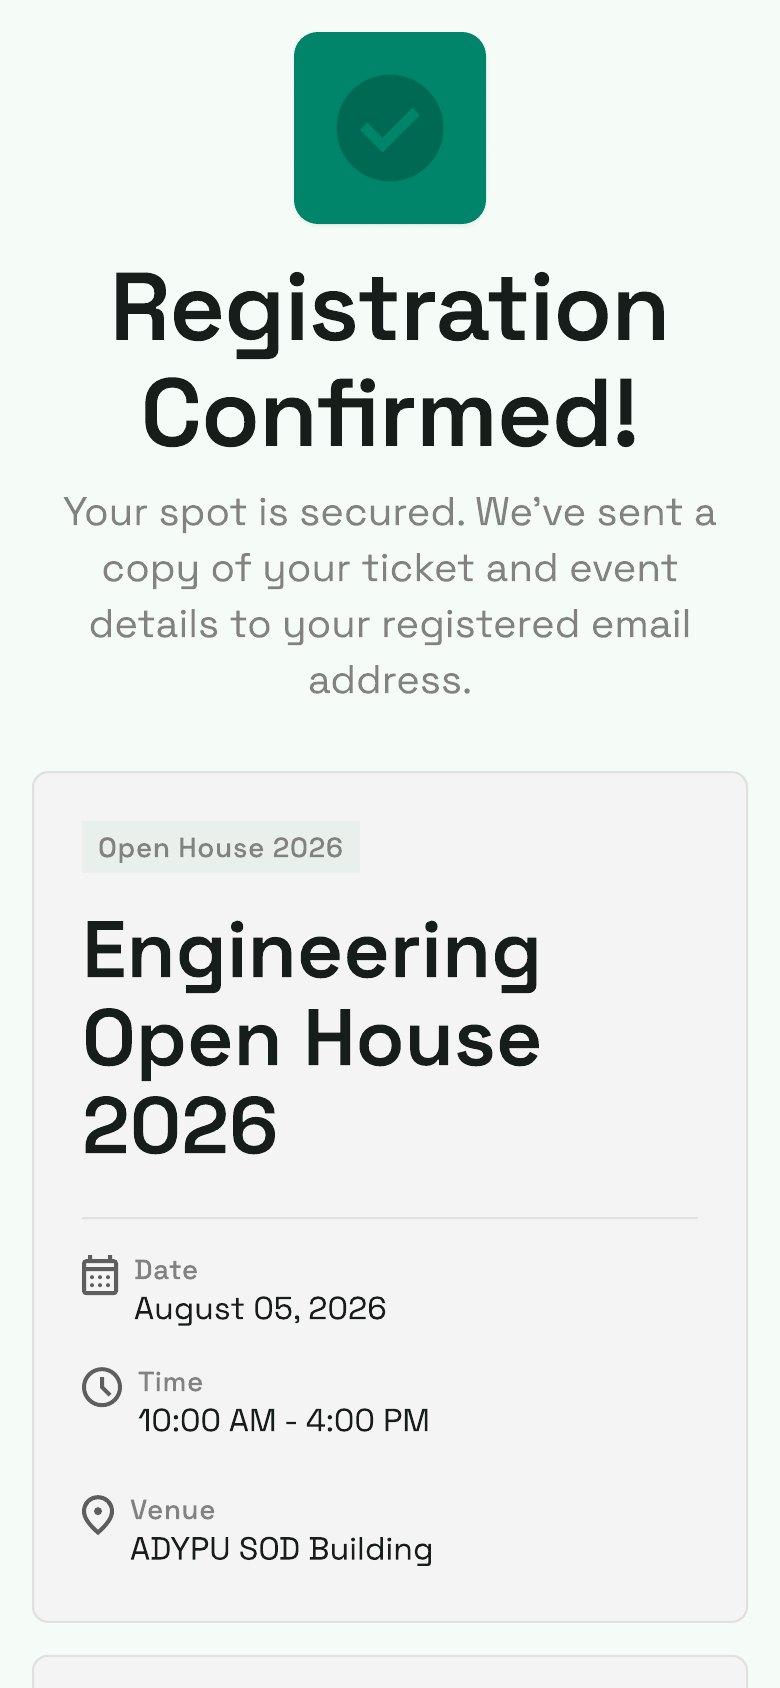 Registration
Confirmed!
Your spot is secured. We've sent a
copy of your ticket and event
details to your registered email
address.
Open House 2026
Engineering
Open House
2026
Date
August 05, 2026
Time
10:00 AM - 4:00 PM
Venue
ADYPU SOD Building